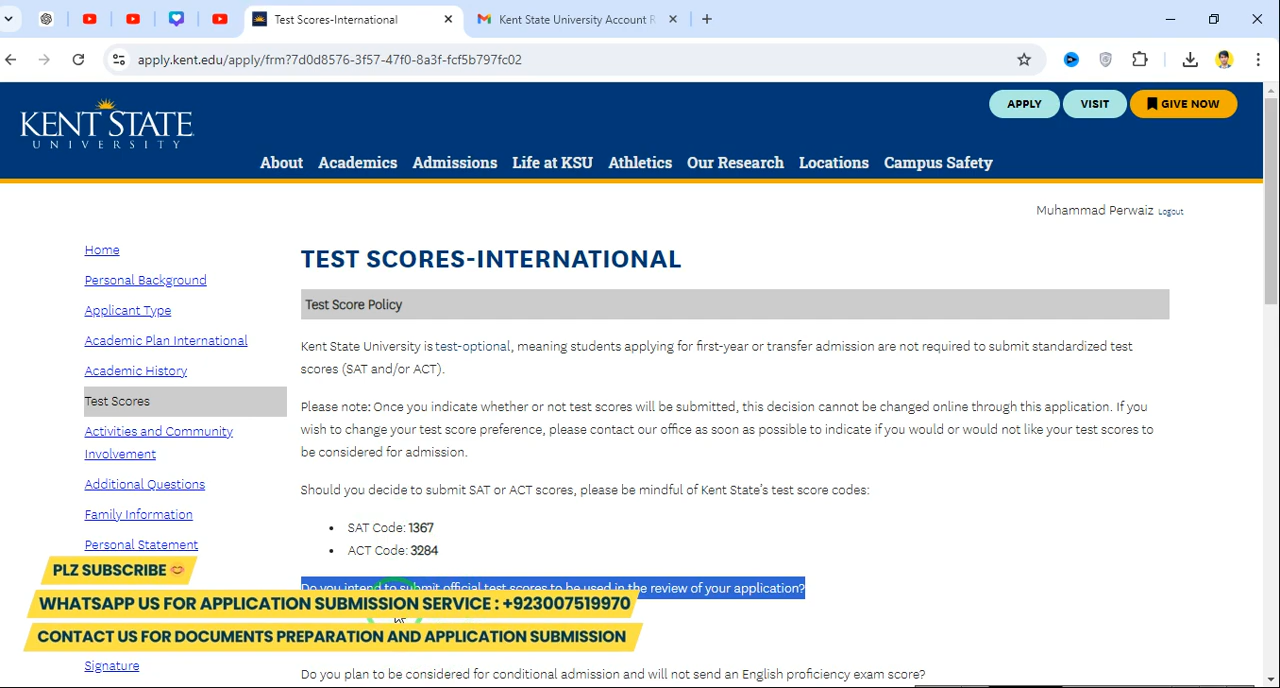 Test Scores-International
Kent State University Account R
apply.kent.edu/apply/frm?7d0d8576-3f57-47f0-8a3f-fcf5b797fc02
KENT STATE
UNIVERSITY
APPLY
VISIT
GIVE NOW
About Academics Admissions Life at KSU Athletics Our Research Locations Campus Safety
Muhammad Perwaiz Logout
Home
Personal Background
Applicant Type
Academic Plan International
Academic History
Test Scores
Activities and Community
Involvement
Additional Questions
Family Information
Personal Statement
Signature
TEST SCORES-INTERNATIONAL
Test Score Policy
Kent State University is test-optional, meaning students applying for first-year or transfer admission are not required to submit standardized test
scores (SAT and/or ACT).
Please note: Once you indicate whether or not test scores will be submitted, this decision cannot be changed online through this application. If you
wish to change your test score preference, please contact our office as soon as possible to indicate if you would or would not like your test scores to
be considered for admission.
Should you decide to submit SAT or ACT scores, please be mindful of Kent State's test score codes:
• SAT Code: 1367
• ACT Code: 3284
Do you intend to submit official test scores to be used in the review of your application?
Do you plan to be considered for conditional admission and will not send an English proficiency exam score?
PLZ SUBSCRIBE 😊
WHATSAPP US FOR APPLICATION SUBMISSION SERVICE : +923007519970
CONTACT US FOR DOCUMENTS PREPARATION AND APPLICATION SUBMISSION